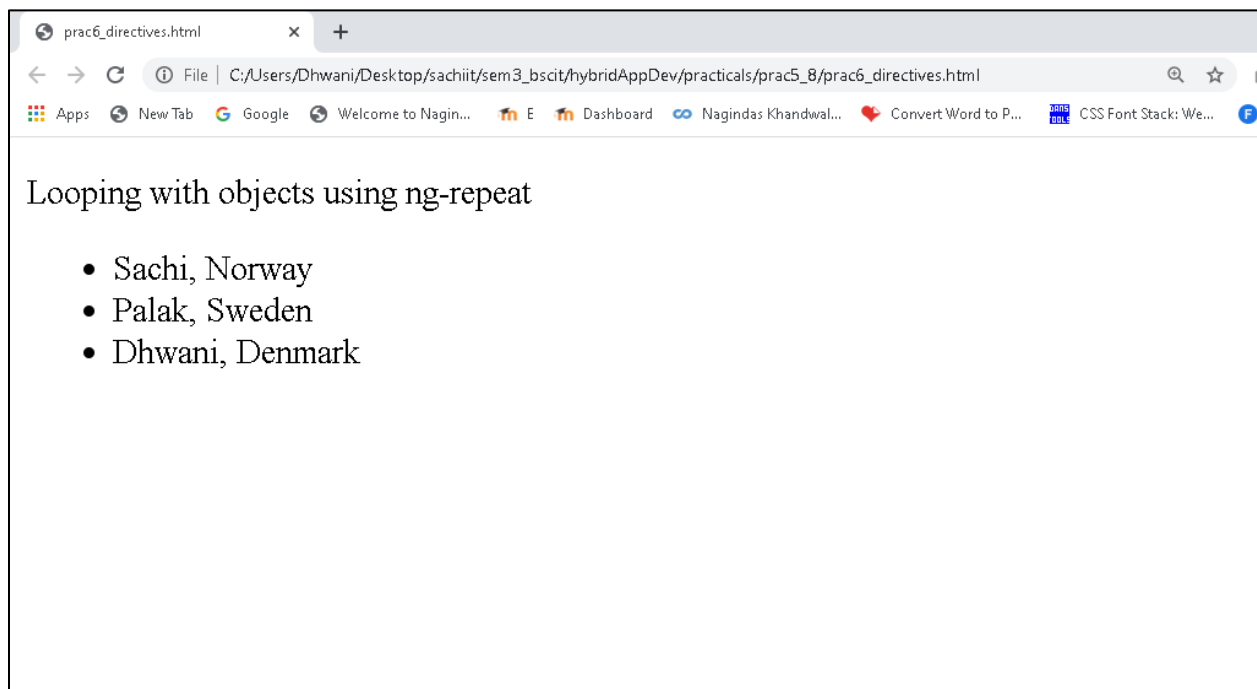 prac6_directives.html
File | C:/Users/Dhwani/Desktop/sachiit/sem3_bscit/hybridAppDev/practicals/prac5_8/prac6_directives.html
Apps New Tab G Google Welcome to Nagin... E Dashboard Nagindas Khandwal... Convert Word to P... DANS TOOLS CSS Font Stack: We... F
Looping with objects using ng-repeat
• Sachi, Norway
• Palak, Sweden
• Dhwani, Denmark